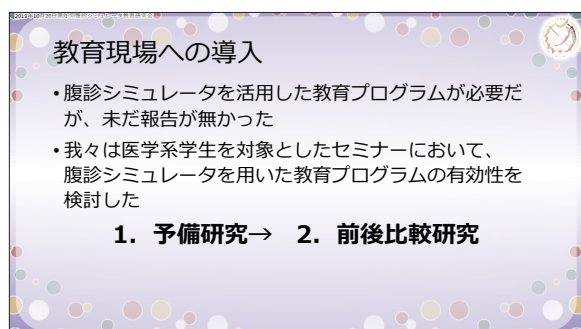 教育現場への導入
• 腹診シミュレータを活用した教育プログラムが必要だ
が、未だ報告が無かった
• 我々は医学系学生を対象としたセミナーにおいて、
腹診シミュレータを用いた教育プログラムの有効性を
検討した
1. 予備研究→ 2. 前後比較研究